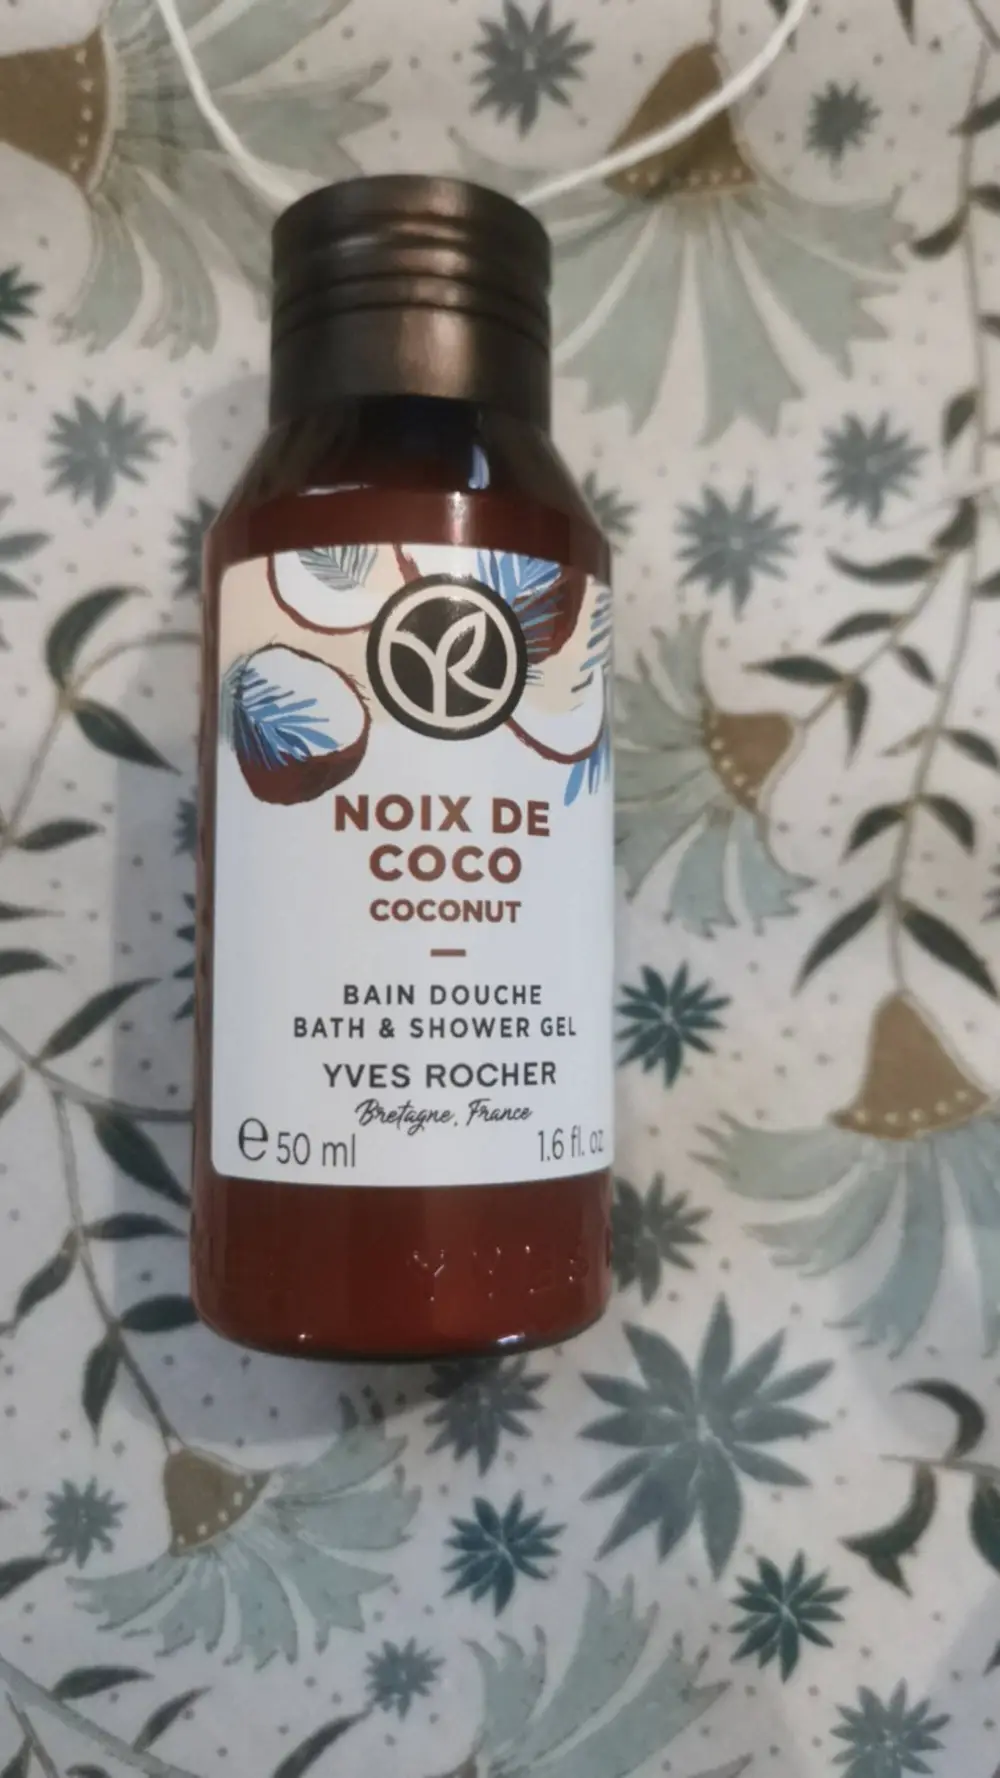 NOIX DE
COCO
COCONUT
BAIN DOUCHE
BATH & SHOWER GEL
YVES ROCHER
Bretagne, France
e 50 ml 1.6 fl. oz
YVES